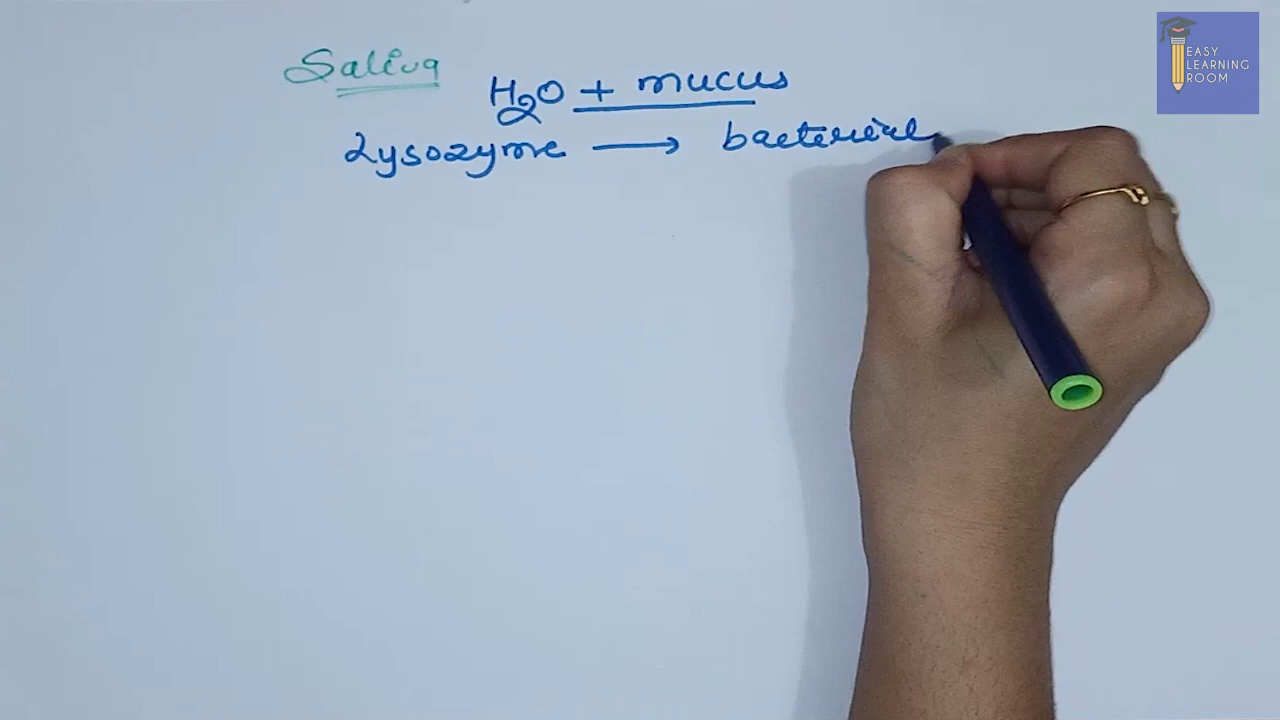 Saliva
H2O + mucus
Lysozyme → bacterial
EASY
LEARNING
ROOM